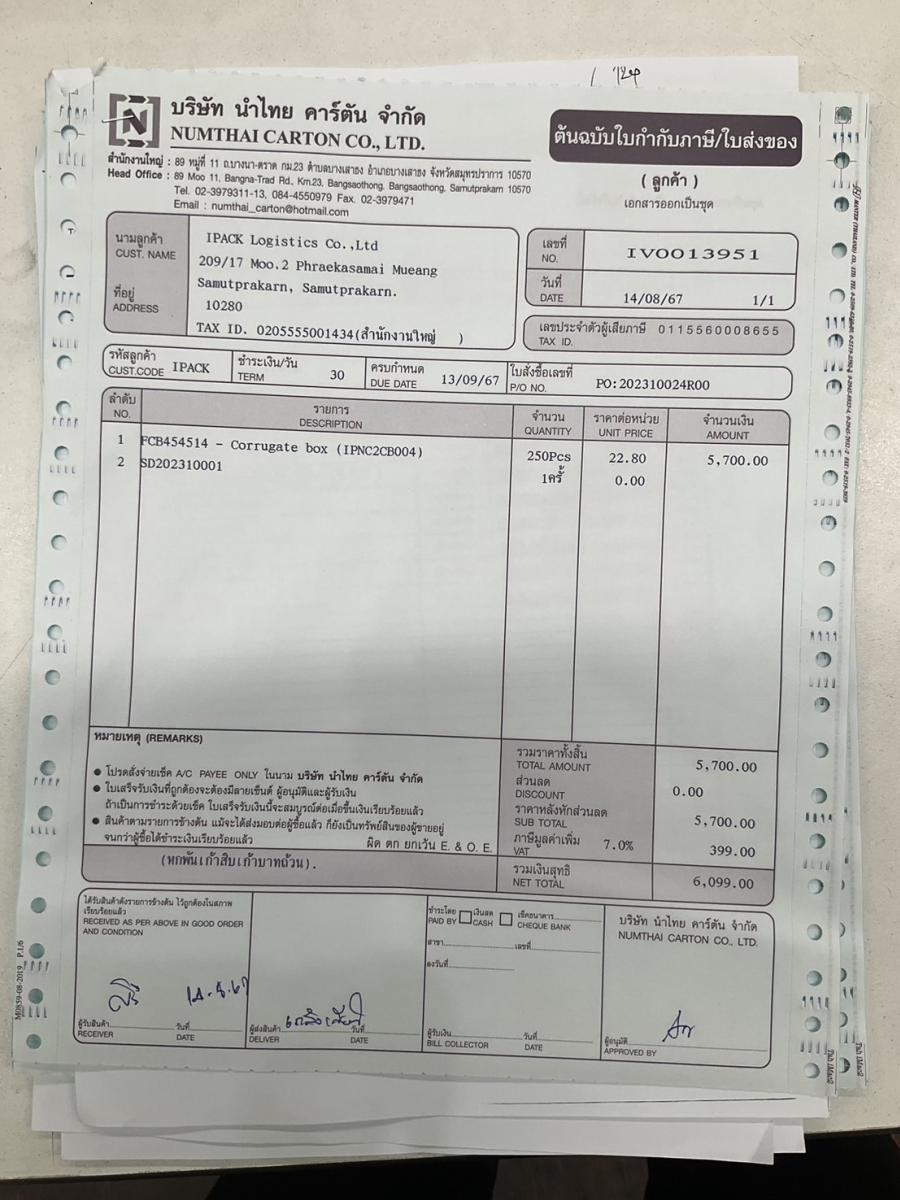 บริษัท นำไทย คาร์ตัน จำกัด
NUMTHAI CARTON CO., LTD.
สำนักงานใหญ่ : 89 หมู่ที่ 11 ถ.บางนา-ตราด กม.23 ตำบลบางเสาธง อำเภอบางเสาธง จังหวัดสมุทรปราการ 10570
Head Office : 89 Moo 11, Bangna-Trad Rd., Km.23, Bangsaothong, Bangsaothong, Samutprakarn 10570
Tel. 02-3979311-13, 084-4550979 Fax. 02-3979471
Email : numthai_carton@hotmail.com
ต้นฉบับใบกำกับภาษี/ใบส่งของ
( ลูกค้า )
เอกสารออกเป็นชุด
นามลูกค้า
CUST. NAME
IPACK Logistics Co.,Ltd
209/17 Moo.2 Phraekasamai Mueang
ที่อยู่
ADDRESS
Samutprakarn, Samutprakarn.
10280
TAX ID. 0205555001434(สำนักงานใหญ่ )
เลขที่
NO.
IV0013951
วันที่
DATE
14/08/67 1/1
เลขประจำตัวผู้เสียภาษี 0115560008655
TAX ID.
รหัสลูกค้า
CUST.CODE IPACK
ชำระเงิน/วัน
TERM 30
ครบกำหนด
DUE DATE 13/09/67
ใบสั่งซื้อเลขที่
P/O NO. PO:202310024R00
ลำดับ รายการ จำนวน ราคาต่อหน่วย จำนวนเงิน
NO. DESCRIPTION QUANTITY UNIT PRICE AMOUNT
1 FCB454514 - Corrugate box (IPNC2CB004) 250Pcs 22.80 5,700.00
2 SD202310001 1ครั้ 0.00
หมายเหตุ (REMARKS)
● โปรดสั่งจ่ายเช็ค A/C PAYEE ONLY ในนาม บริษัท นำไทย คาร์ตัน จำกัด
● ใบเสร็จรับเงินที่ถูกต้องจะต้องมีลายเซ็นต์ ผู้อนุมัติและผู้รับเงิน
ถ้าเป็นการชำระด้วยเช็ค ใบเสร็จรับเงินนี้จะสมบูรณ์ต่อเมื่อขึ้นเงินเรียบร้อยแล้ว
● สินค้าตามรายการข้างต้น แม้จะได้ส่งมอบต่อผู้ซื้อแล้ว ก็ยังเป็นทรัพย์สินของผู้ขายอยู่
จนกว่าผู้ซื้อได้ชำระเงินเรียบร้อยแล้ว ผิด ตก ยกเว้น E. & O. E.
(หกพันเก้าสิบเก้าบาทถ้วน).
รวมราคาทั้งสิ้น
TOTAL AMOUNT 5,700.00
ส่วนลด
DISCOUNT 0.00
ราคาหลังหักส่วนลด
SUB TOTAL 5,700.00
ภาษีมูลค่าเพิ่ม
VAT 7.0% 399.00
รวมเงินสุทธิ
NET TOTAL 6,099.00
ได้รับสินค้าดังรายการข้างต้น ไว้ถูกต้องในสภาพ
เรียบร้อยแล้ว
RECEIVED AS PER ABOVE IN GOOD ORDER
AND CONDITION
14-8-67
ผู้รับสินค้า วันที่
RECEIVER DATE
ผู้ส่งสินค้า วันที่
DELIVER DATE
ชำระโดย เงินสด เช็คธนาคาร
PAID BY CASH CHEQUE BANK
สาขา เลขที่
ลงวันที่
ผู้รับเงิน วันที่
BILL COLLECTOR DATE
บริษัท นำไทย คาร์ตัน จำกัด
NUMTHAI CARTON CO., LTD.
ผู้อนุมัติ
APPROVED BY
M0859-08-2019 P.1/6